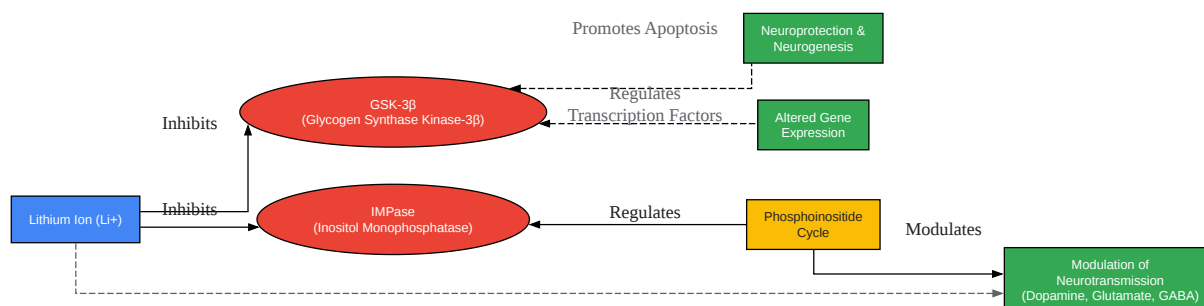 Promotes Apoptosis
Neuroprotection &
Neurogenesis
GSK-3β
(Glycogen Synthase Kinase-3β)
Regulates
Transcription Factors
Altered Gene
Expression
Inhibits
Lithium Ion (Li+)
Inhibits
IMPase
(Inositol Monophosphatase)
Regulates
Phosphoinositide
Cycle
Modulates
Modulation of
Neurotransmission
(Dopamine, Glutamate, GABA)